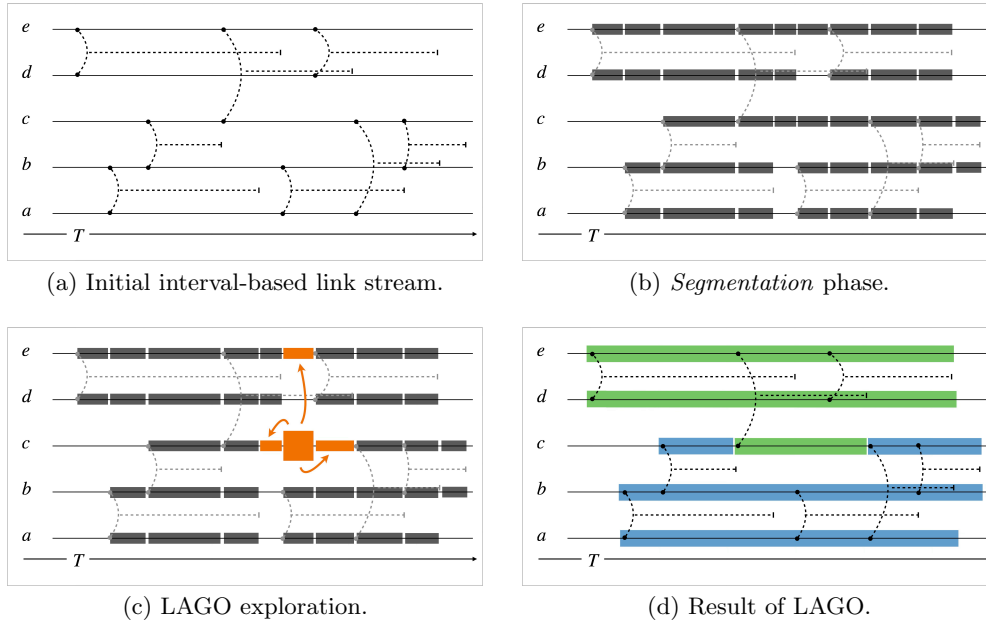 e
d
c
b
a
T
(a) Initial interval-based link stream.
e
d
c
b
a
T
(b) Segmentation phase.
e
d
c
b
a
T
(c) LAGO exploration.
e
d
c
b
a
T
(d) Result of LAGO.